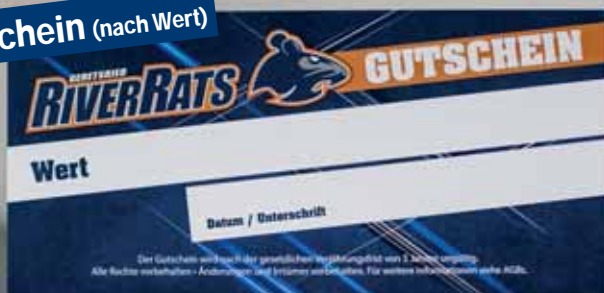 chein (nach Wert)
GERETSRIED
RIVERRATS
GUTSCHEIN
Wert
Datum / Unterschrift
Der Gutschein wird nach der gesetzlichen Verjährungsfrist von 3 Jahren ungültig.
Alle Rechte vorbehalten - Änderungen und Irrtümer vorbehalten. Für weitere Informationen siehe AGBs.